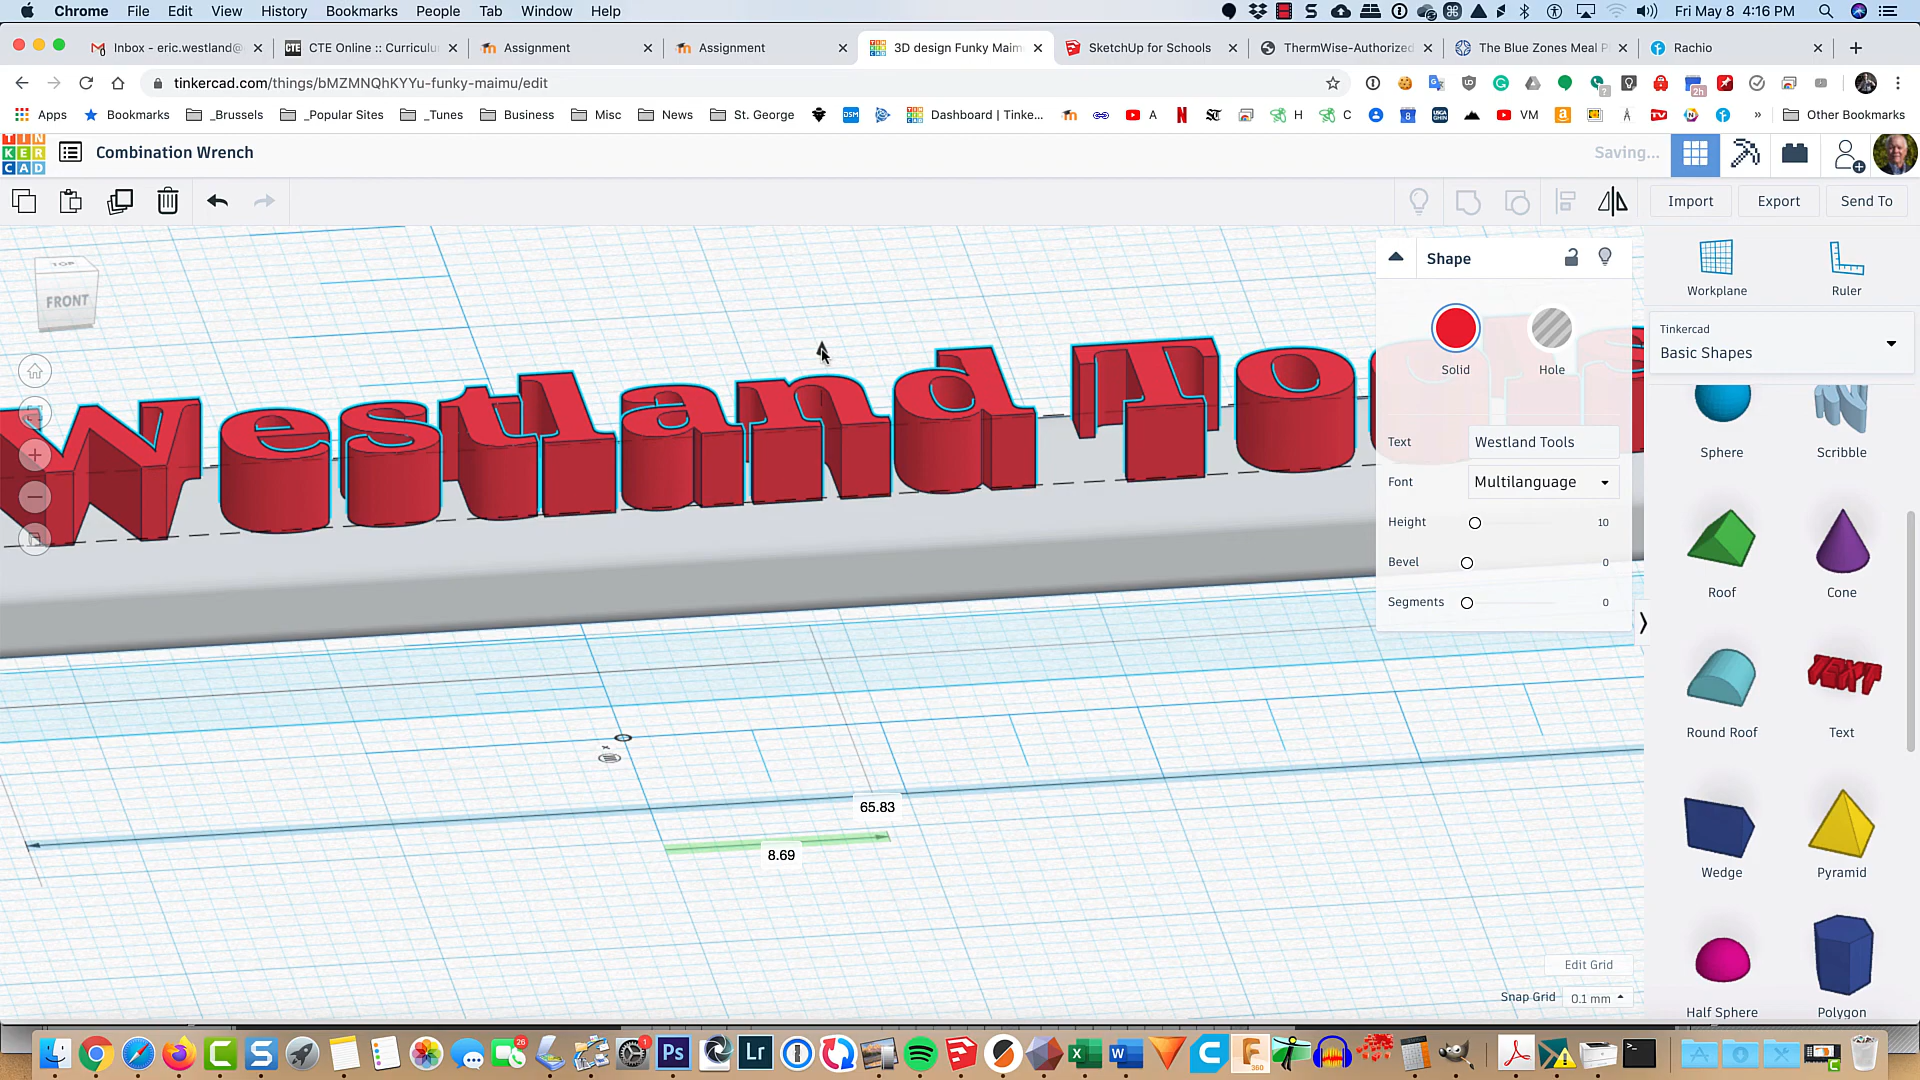 Chrome File Edit View History Bookmarks People Tab Window Help Fri May 8 4:16 PM
Inbox - eric.westland@ CTE Online :: Curriculu Assignment Assignment 3D design Funky Maim SketchUp for Schools ThermWise-Authorized The Blue Zones Meal P Rachio
tinkercad.com/things/bMZMNQhKYYu-funky-maimu/edit
Apps Bookmarks _Brussels _Popular Sites _Tunes Business Misc News St. George Dashboard | Tinke... A H C VM Other Bookmarks
TINKERCAD Combination Wrench Saving...
Import Export Send To
TOP
FRONT
Westland Too
Shape
Workplane Ruler
Solid Hole
Tinkercad
Basic Shapes
Text Westland Tools
Font Multilanguage
Height 10
Bevel 0
Segments 0
Sphere Scribble
Roof Cone
TEXT
Round Roof Text
Wedge Pyramid
Half Sphere Polygon
65.83
8.69
Edit Grid
Snap Grid 0.1 mm